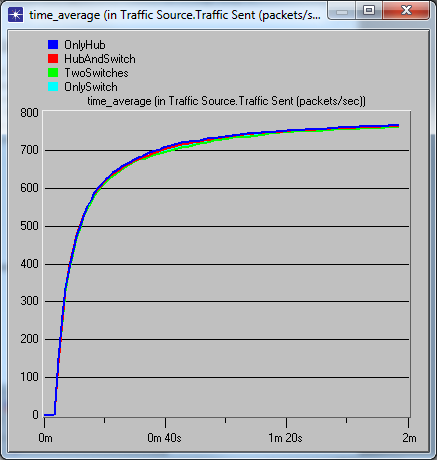 time_average (in Traffic Source.Traffic Sent (packets/s...
OnlyHub
HubAndSwitch
TwoSwitches
OnlySwitch
time_average (in Traffic Source.Traffic Sent (packets/sec))
800
700
600
500
400
300
200
100
0
0m
0m 40s
1m 20s
2m